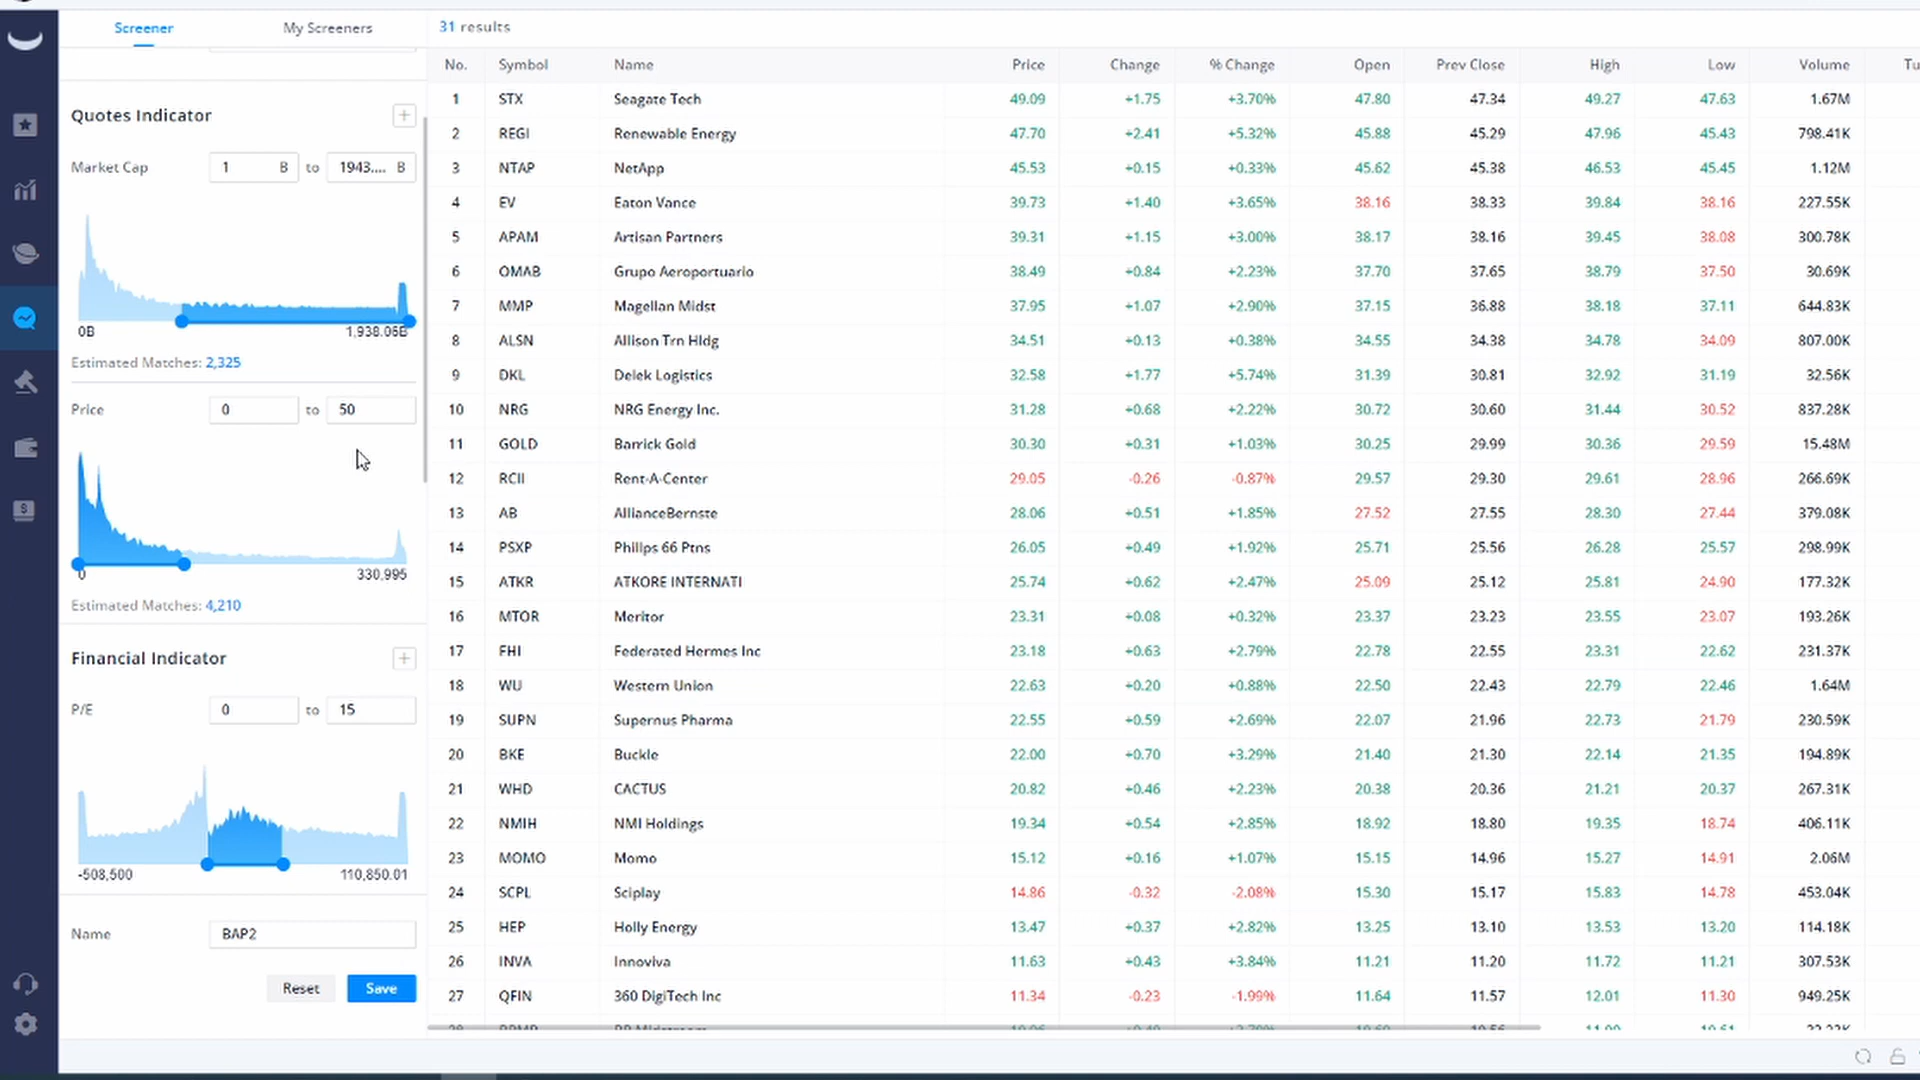 Screener My Screeners 31 results
Quotes Indicator
Market Cap 1 B to 1943.... B
0B 1,938.06B
Estimated Matches: 2,325
Price 0 to 50
0 330,995
Estimated Matches: 4,210
Financial Indicator
P/E 0 to 15
-508,500 110,850.01
Name BAP2
Reset Save
No. Symbol Name Price Change % Change Open Prev Close High Low Volume Tu
1 STX Seagate Tech 49.09 +1.75 +3.70% 47.80 47.34 49.27 47.63 1.67M
2 REGI Renewable Energy 47.70 +2.41 +5.32% 45.88 45.29 47.96 45.43 798.41K
3 NTAP NetApp 45.53 +0.15 +0.33% 45.62 45.38 46.53 45.45 1.12M
4 EV Eaton Vance 39.73 +1.40 +3.65% 38.16 38.33 39.84 38.16 227.55K
5 APAM Artisan Partners 39.31 +1.15 +3.00% 38.17 38.16 39.45 38.08 300.78K
6 OMAB Grupo Aeroportuario 38.49 +0.84 +2.23% 37.70 37.65 38.79 37.50 30.69K
7 MMP Magellan Midst 37.95 +1.07 +2.90% 37.15 36.88 38.18 37.11 644.83K
8 ALSN Allison Trn Hldg 34.51 +0.13 +0.38% 34.55 34.38 34.78 34.09 807.00K
9 DKL Delek Logistics 32.58 +1.77 +5.74% 31.39 30.81 32.92 31.19 32.56K
10 NRG NRG Energy Inc. 31.28 +0.68 +2.22% 30.72 30.60 31.44 30.52 837.28K
11 GOLD Barrick Gold 30.30 +0.31 +1.03% 30.25 29.99 30.36 29.59 15.48M
12 RCII Rent-A-Center 29.05 -0.26 -0.87% 29.57 29.30 29.61 28.96 266.69K
13 AB AllianceBernste 28.06 +0.51 +1.85% 27.52 27.55 28.30 27.44 379.08K
14 PSXP Phillps 66 Ptns 26.05 +0.49 +1.92% 25.71 25.56 26.28 25.57 298.99K
15 ATKR ATKORE INTERNATI 25.74 +0.62 +2.47% 25.09 25.12 25.81 24.90 177.32K
16 MTOR Meritor 23.31 +0.08 +0.32% 23.37 23.23 23.55 23.07 193.26K
17 FHI Federated Hermes Inc 23.18 +0.63 +2.79% 22.78 22.55 23.31 22.62 231.37K
18 WU Western Union 22.63 +0.20 +0.88% 22.50 22.43 22.79 22.46 1.64M
19 SUPN Supernus Pharma 22.55 +0.59 +2.69% 22.07 21.96 22.73 21.79 230.59K
20 BKE Buckle 22.00 +0.70 +3.29% 21.40 21.30 22.14 21.35 194.89K
21 WHD CACTUS 20.82 +0.46 +2.23% 20.38 20.36 21.21 20.37 267.31K
22 NMIH NMI Holdings 19.34 +0.54 +2.85% 18.92 18.80 19.35 18.74 406.11K
23 MOMO Momo 15.12 +0.16 +1.07% 15.15 14.96 15.27 14.91 2.06M
24 SCPL Sciplay 14.86 -0.32 -2.08% 15.30 15.17 15.83 14.78 453.04K
25 HEP Holly Energy 13.47 +0.37 +2.82% 13.25 13.10 13.53 13.20 114.18K
26 INVA Innoviva 11.63 +0.43 +3.84% 11.21 11.20 11.72 11.21 307.53K
27 QFIN 360 DigiTech Inc 11.34 -0.23 -1.99% 11.64 11.57 12.01 11.30 949.25K